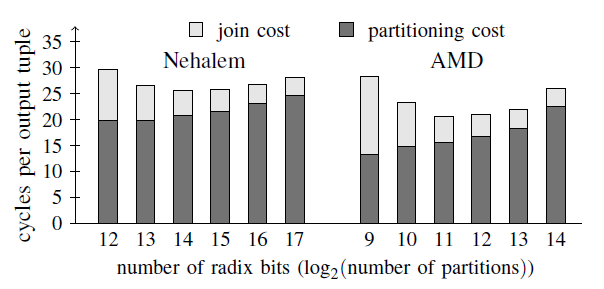 join cost
partitioning cost
Nehalem
AMD
cycles per output tuple
35
30
25
20
15
10
5
0
12 13 14 15 16 17
9 10 11 12 13 14
number of radix bits (log₂(number of partitions))